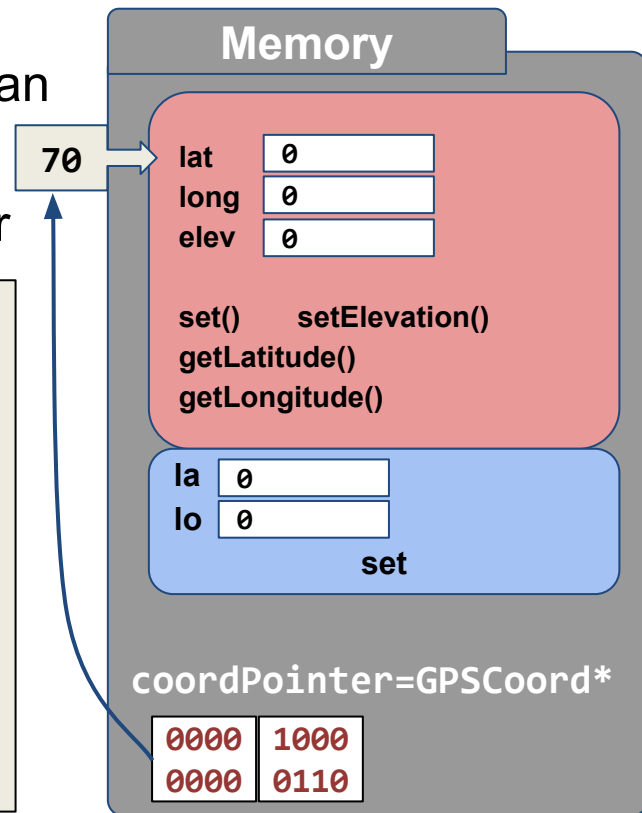 Memory
an
70
r
lat 0
long 0
elev 0
set() setElevation()
getLatitude()
getLongitude()
la 0
lo 0
set
coordPointer=GPSCoord*
0000 1000
0000 0110